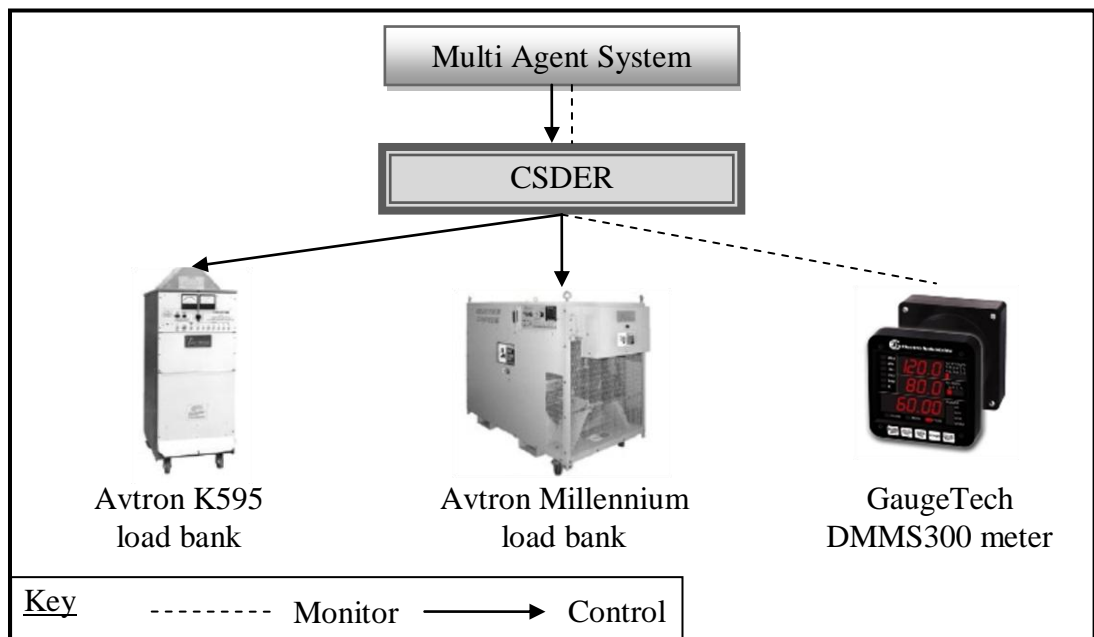 Multi Agent System
CSDER
120.0
80.0
60.00
Avtron K595
load bank
Avtron Millennium
load bank
GaugeTech
DMMS300 meter
Key
Monitor
Control